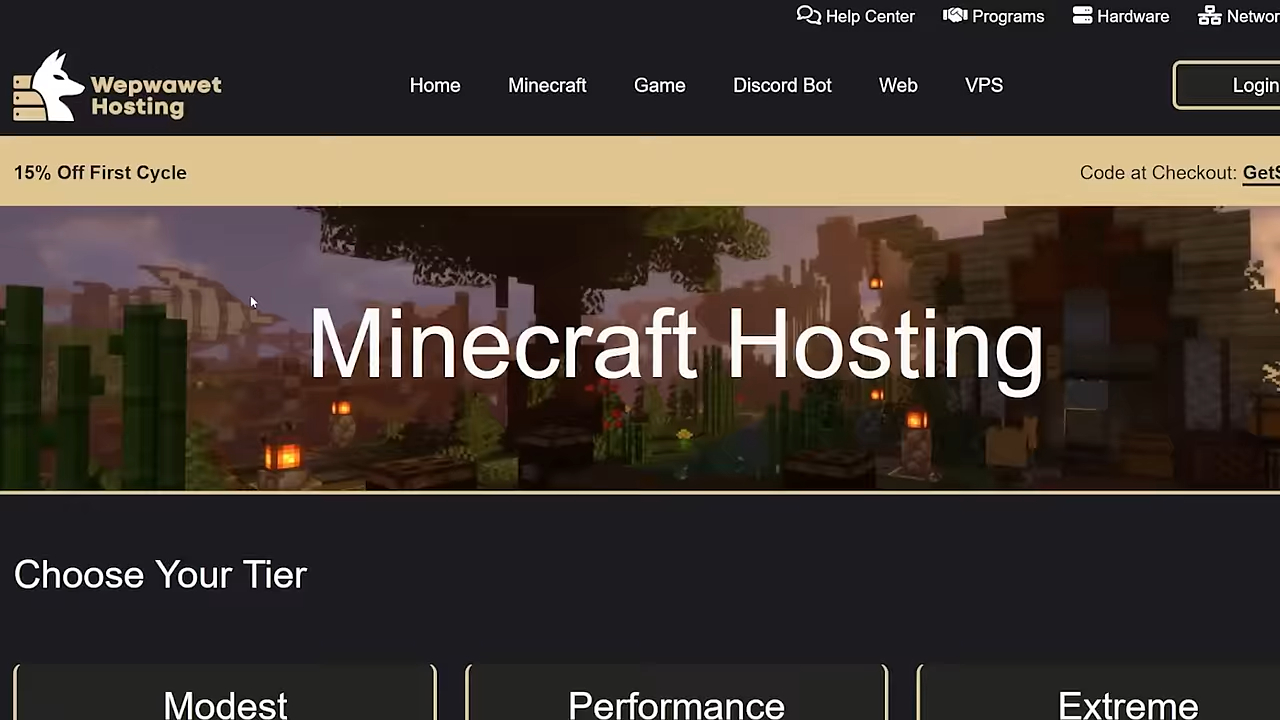 Help Center Programs Hardware
Wepwawet
Hosting
Home Minecraft Game Discord Bot Web VPS
Login
15% Off First Cycle
Code at Checkout:
Minecraft Hosting
Choose Your Tier
Modest Performance Extreme